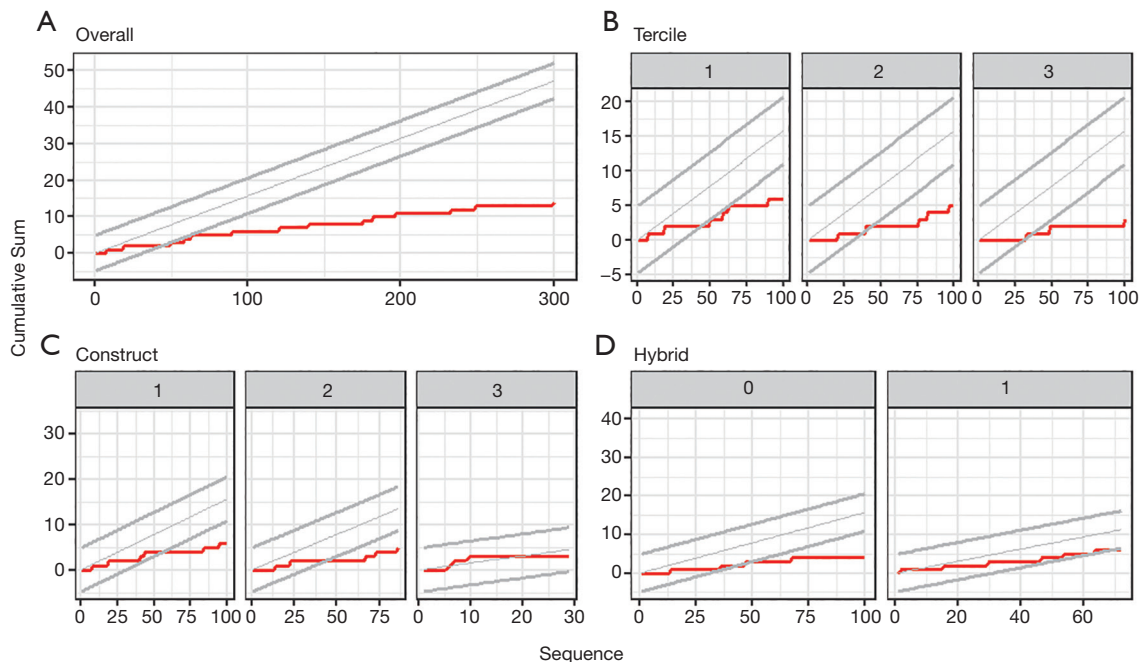 A
Overall
50
40
30
20
10
0
0 100 200 300
B
Tercile
1 2 3
20
15
10
5
0
−5
0 25 50 75 100 0 25 50 75 100 0 25 50 75 100
Cumulative Sum
C
Construct
1 2 3
30
20
10
0
0 25 50 75 100 0 25 50 75 0 10 20 30
D
Hybrid
0 1
40
30
20
10
0
0 25 50 75 100 0 20 40 60
Sequence